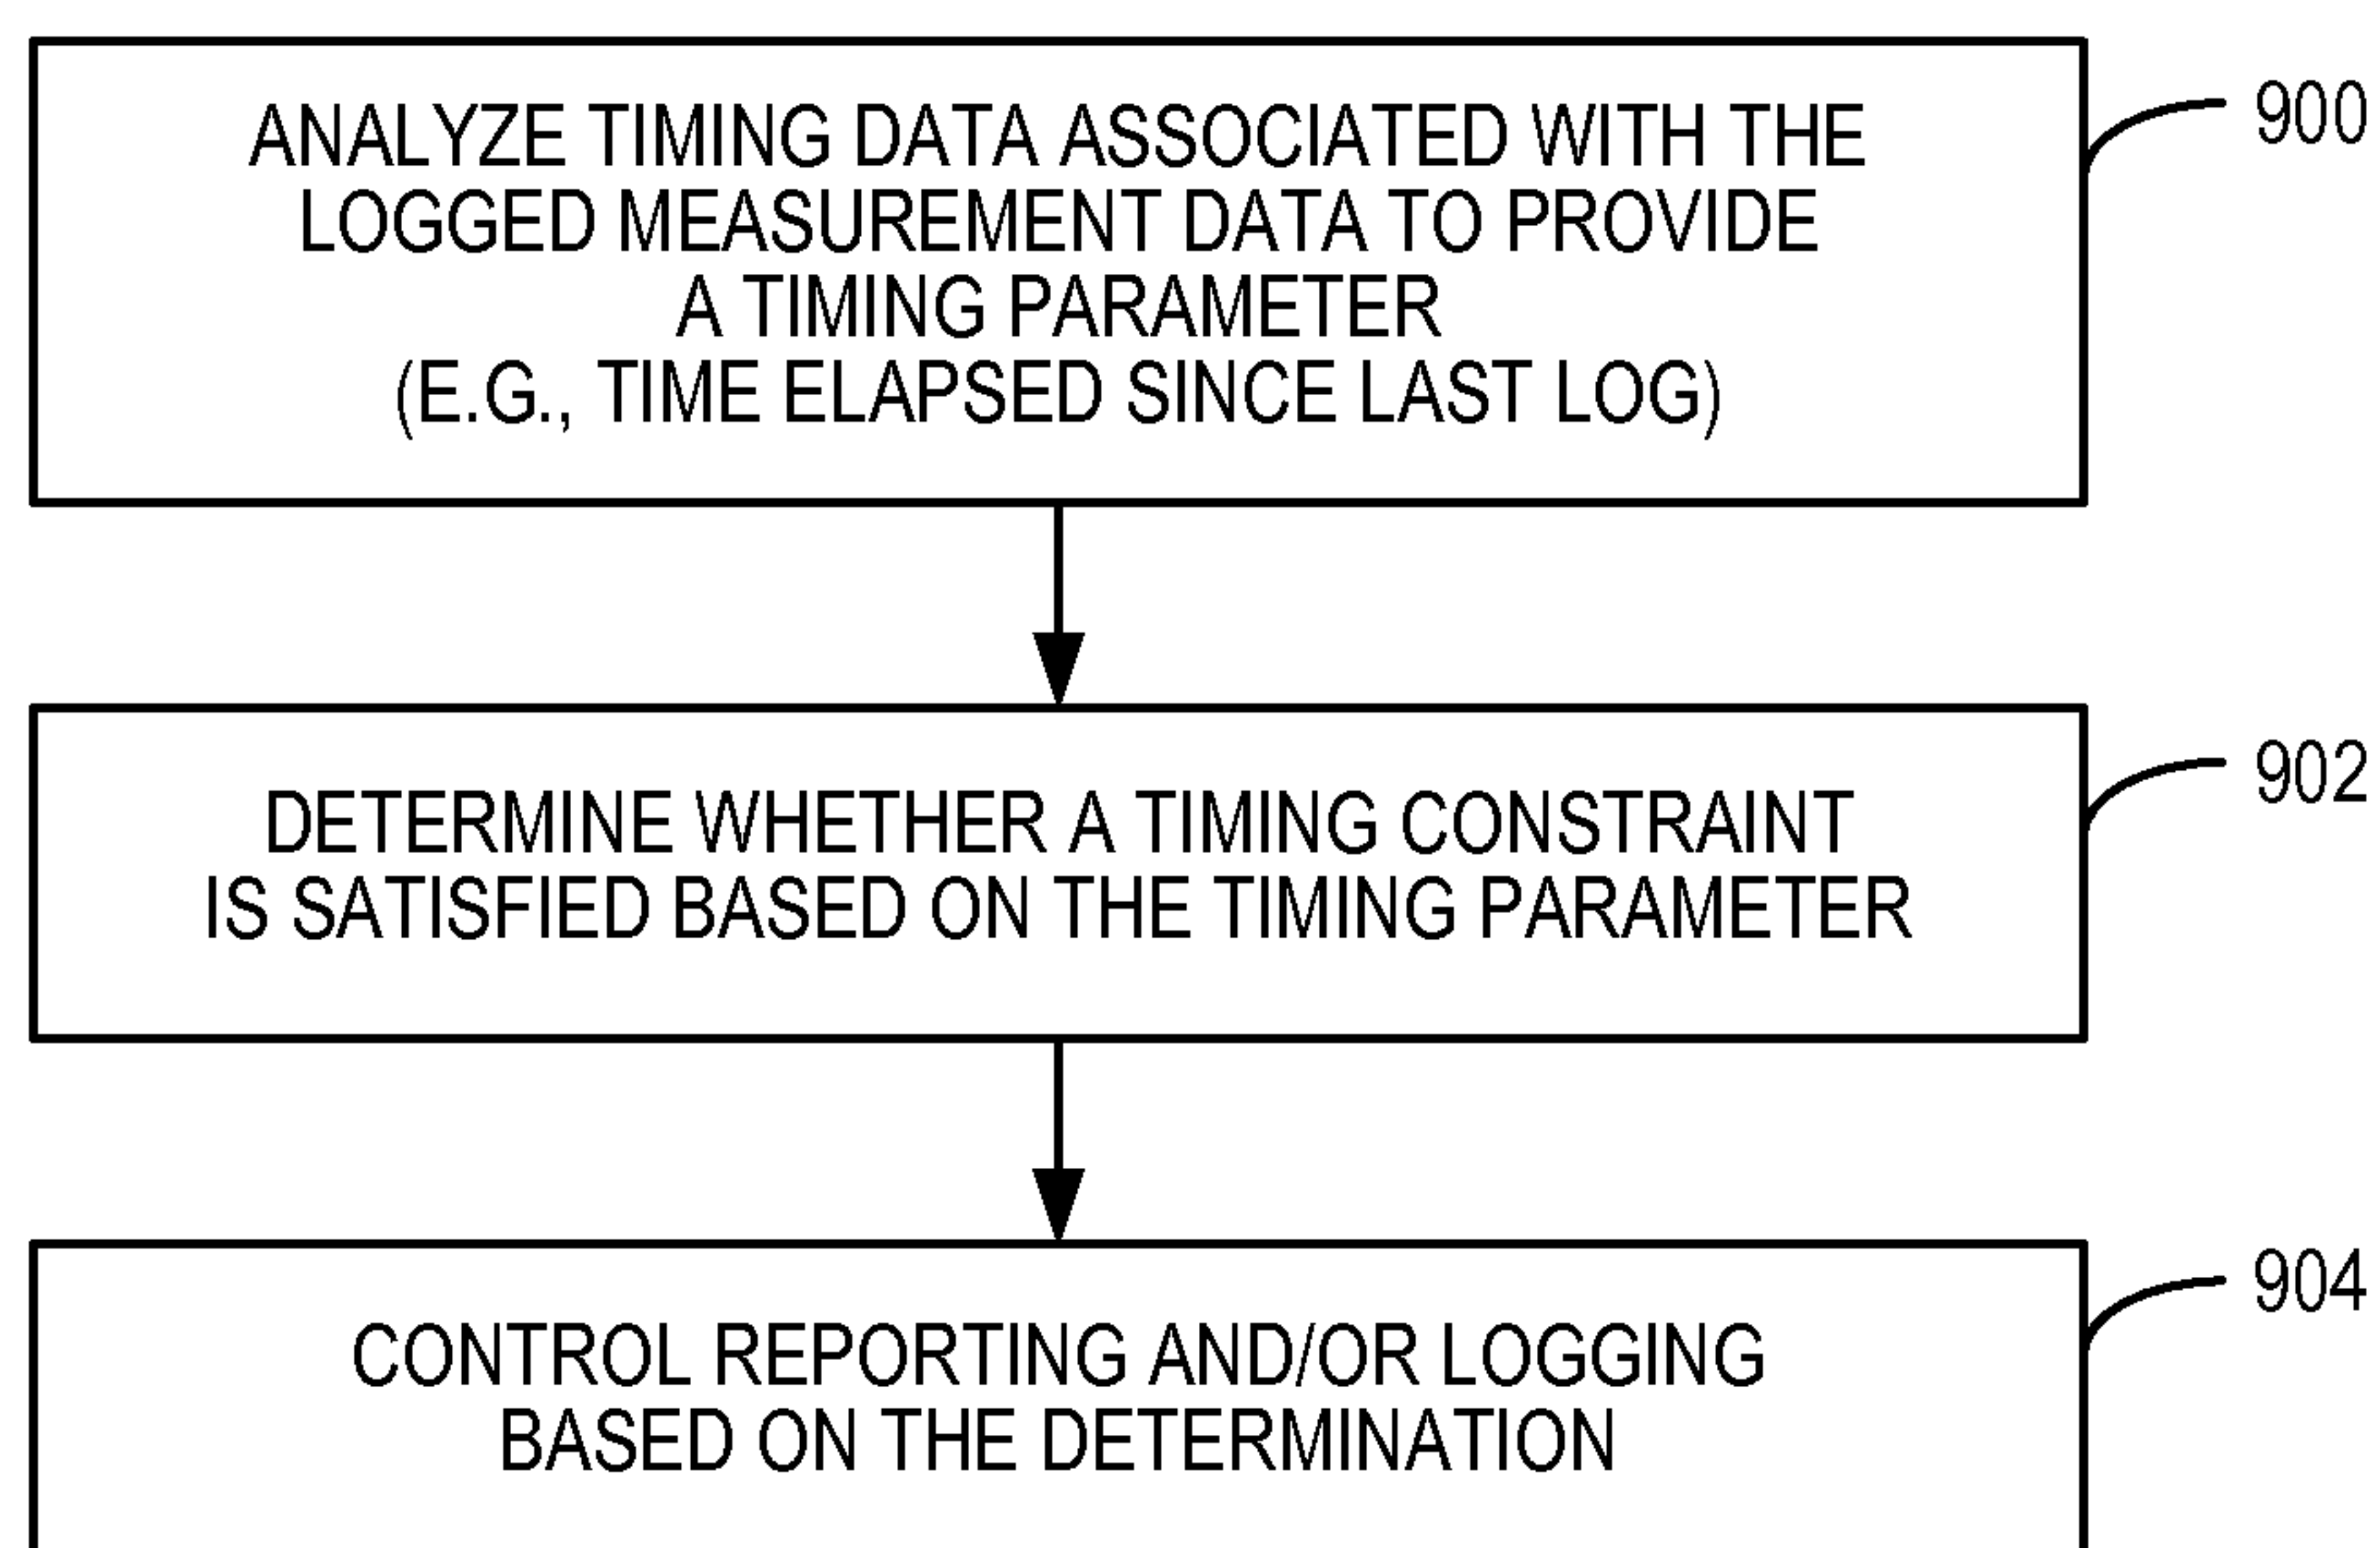 ANALYZE TIMING DATA ASSOCIATED WITH THE
LOGGED MEASUREMENT DATA TO PROVIDE
A TIMING PARAMETER
(E.G., TIME ELAPSED SINCE LAST LOG)
900
DETERMINE WHETHER A TIMING CONSTRAINT
IS SATISFIED BASED ON THE TIMING PARAMETER
902
CONTROL REPORTING AND/OR LOGGING
BASED ON THE DETERMINATION
904